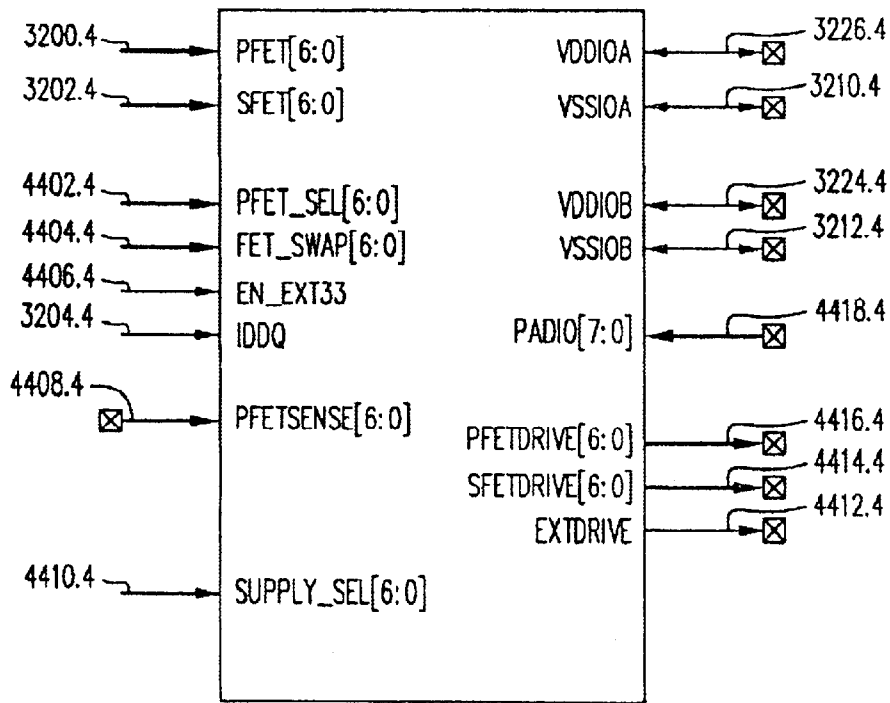 3200.4 PFET[6:0] VDDIOA 3226.4
3202.4 SFET[6:0] VSSIOA 3210.4
4402.4 PFET_SEL[6:0] VDDIOB 3224.4
4404.4 FET_SWAP[6:0] VSSIOB 3212.4
4406.4 EN_EXT33
3204.4 IDDQ PADIO[7:0] 4418.4
4408.4 PFETSENSE[6:0]
PFETDRIVE[6:0] 4416.4
SFETDRIVE[6:0] 4414.4
EXTDRIVE 4412.4
4410.4 SUPPLY_SEL[6:0]